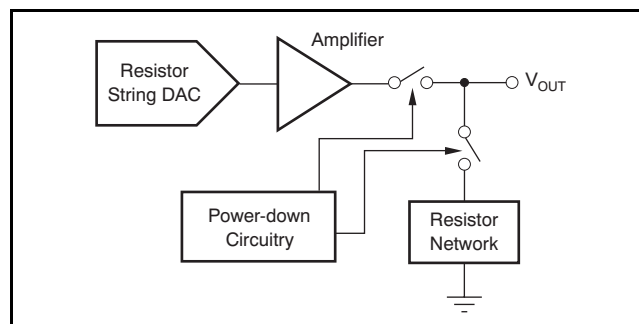 Amplifier
Resistor
String DAC
V_OUT
Power-down
Circuitry
Resistor
Network